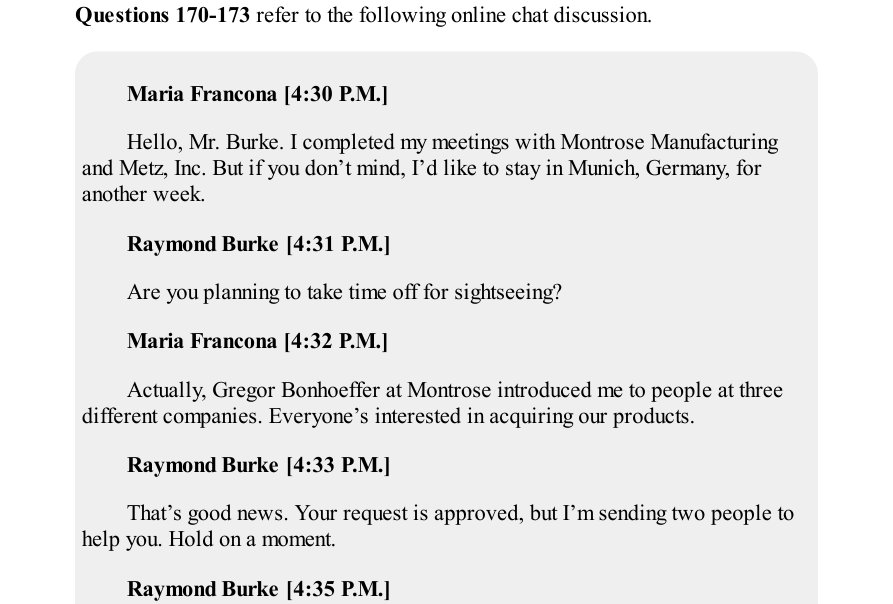 Questions 170-173 refer to the following online chat discussion.
Maria Francona [4:30 P.M.]
Hello, Mr. Burke. I completed my meetings with Montrose Manufacturing
and Metz, Inc. But if you don’t mind, I’d like to stay in Munich, Germany, for
another week.
Raymond Burke [4:31 P.M.]
Are you planning to take time off for sightseeing?
Maria Francona [4:32 P.M.]
Actually, Gregor Bonhoeffer at Montrose introduced me to people at three
different companies. Everyone’s interested in acquiring our products.
Raymond Burke [4:33 P.M.]
That’s good news. Your request is approved, but I’m sending two people to
help you. Hold on a moment.
Raymond Burke [4:35 P.M.]